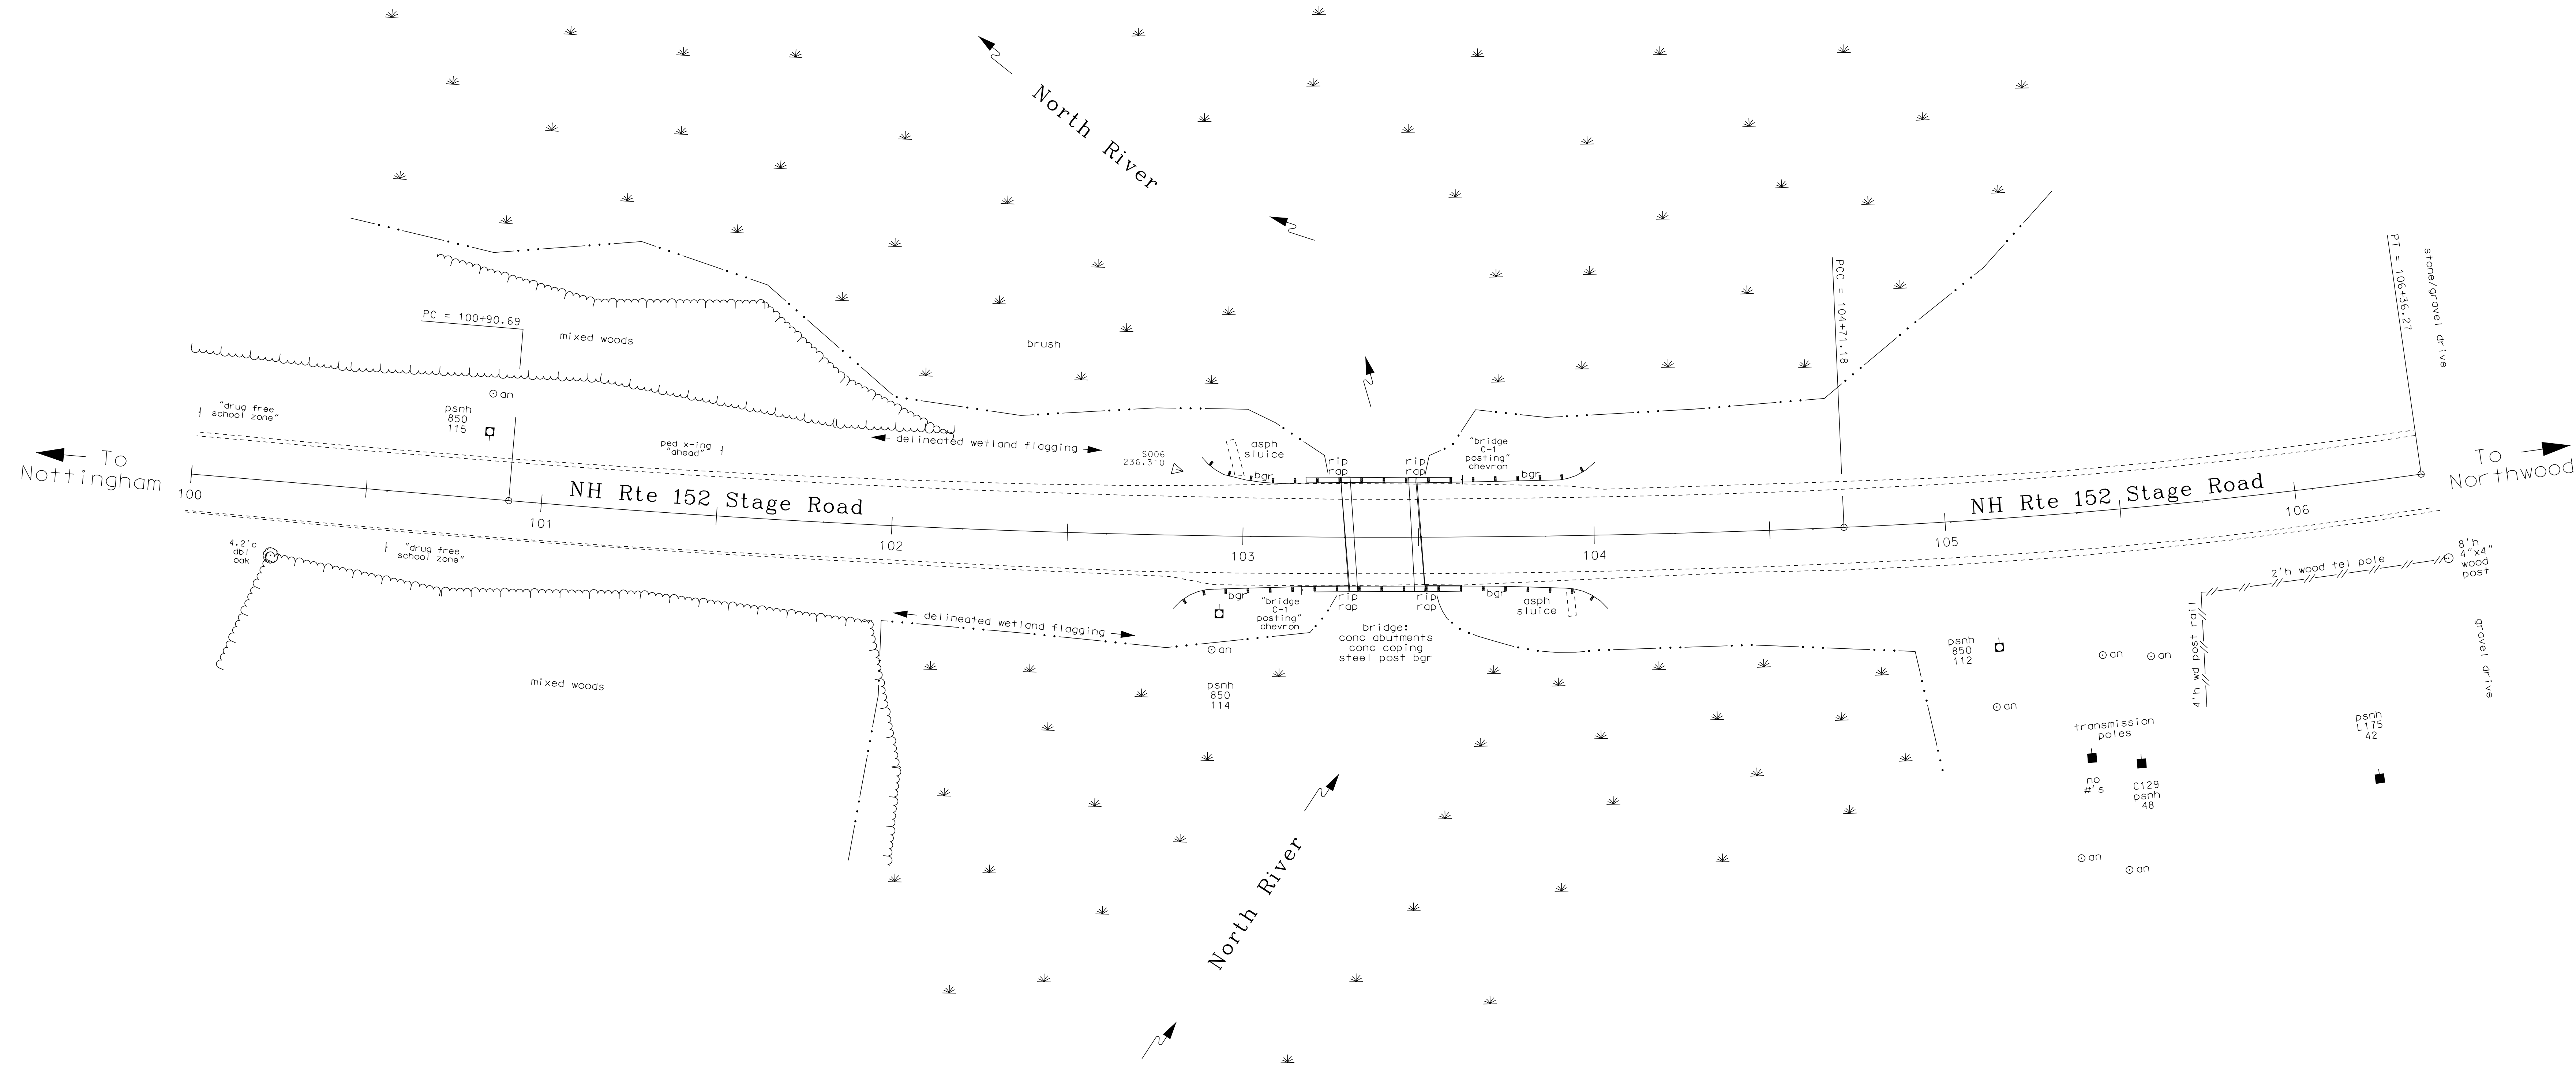 North River
PC = 100+90.69
mixed woods
brush
PCC = 104+71.18
PT = 106+36.27
stone/gravel drive
an
"drug free
school zone"
psnh
850
115
ped x-ing
"ahead"
delineated wetland flagging
S006
236.310
asph
sluice
bgr
rip
rap
rip
rap
"bridge
C-1
posting"
chevron
bgr
To
Nottingham
To
Northwood
NH Rte 152 Stage Road
NH Rte 152 Stage Road
100
101
102
103
104
105
106
4.2'c
dbl
oak
"drug free
school zone"
delineated wetland flagging
bgr
"bridge
C-1
posting"
chevron
rip
rap
rip
rap
bgr
asph
sluice
bridge:
conc abutments
conc coping
steel post bgr
2'h wood tel pole
8'h
4"x4"
wood
post
4'h wd post rail
gravel drive
an
psnh
850
114
psnh
850
112
an
an
an
mixed woods
transmission
poles
no
#'s
C129
psnh
48
psnh
L175
42
an
an
North River